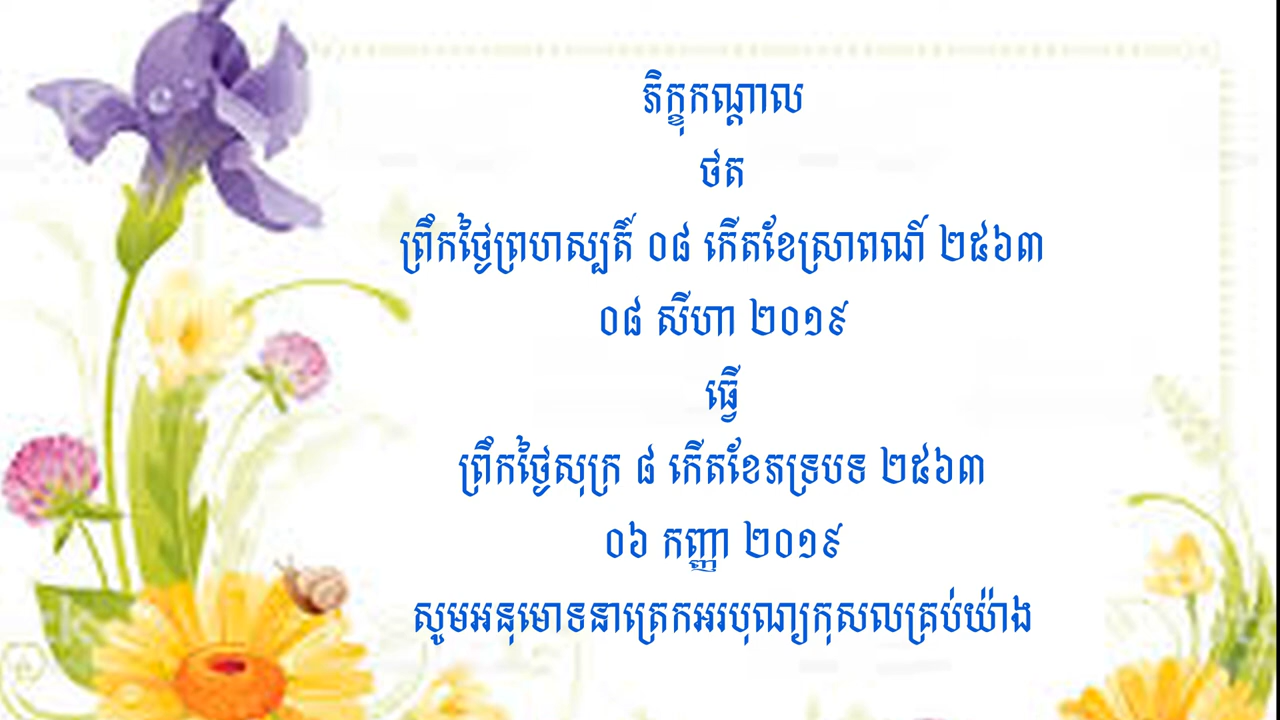 ភិក្ខុកណ្ដាល
ថត
ព្រឹកថ្ងៃព្រហស្បតិ៍ ០៨ កើតខែស្រាពណ៍ ២៥៦៣
០៨ សីហា ២០១៩
ធ្វើ
ព្រឹកថ្ងៃសុក្រ ៨ កើតខែភទ្របទ ២៥៦៣
០៦ កញ្ញា ២០១៩
សូមអនុមោទនាត្រេកអរបុណ្យកុសលគ្រប់យ៉ាង